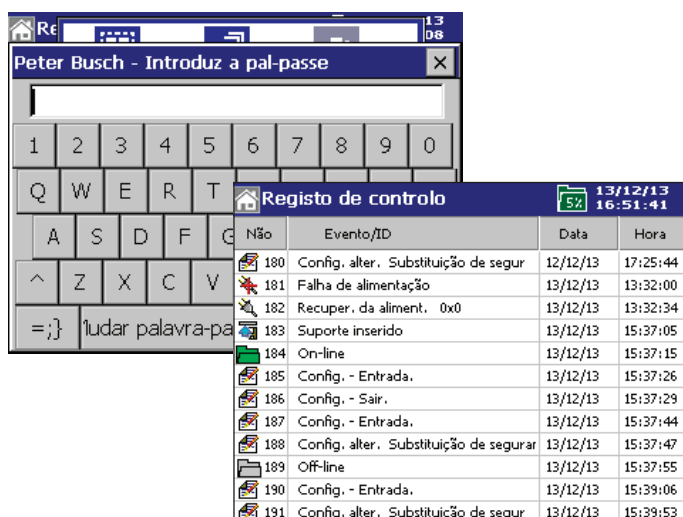 Re
13
08
Peter Busch - Introduz a pal-passe
1 2 3 4 5 6 7 8 9 0
Q W E R T
A S D F G
^ Z X C V
=;} ludar palavra-pa
Registo de controlo 5% 13/12/13
16:51:41
Não Evento/ID Data Hora
180 Config. alter. Substituição de segur 12/12/13 17:25:44
181 Falha de alimentação 13/12/13 13:32:00
182 Recuper. da aliment. 0x0 13/12/13 13:32:34
183 Suporte inserido 13/12/13 15:37:05
184 On-line 13/12/13 15:37:15
185 Config. - Entrada. 13/12/13 15:37:26
186 Config. - Sair. 13/12/13 15:37:29
187 Config. - Entrada. 13/12/13 15:37:44
188 Config. alter. Substituição de segurar 13/12/13 15:37:47
189 Off-line 13/12/13 15:37:55
190 Config. - Entrada. 13/12/13 15:39:06
191 Config. alter. Substituição de segur 13/12/13 15:39:53